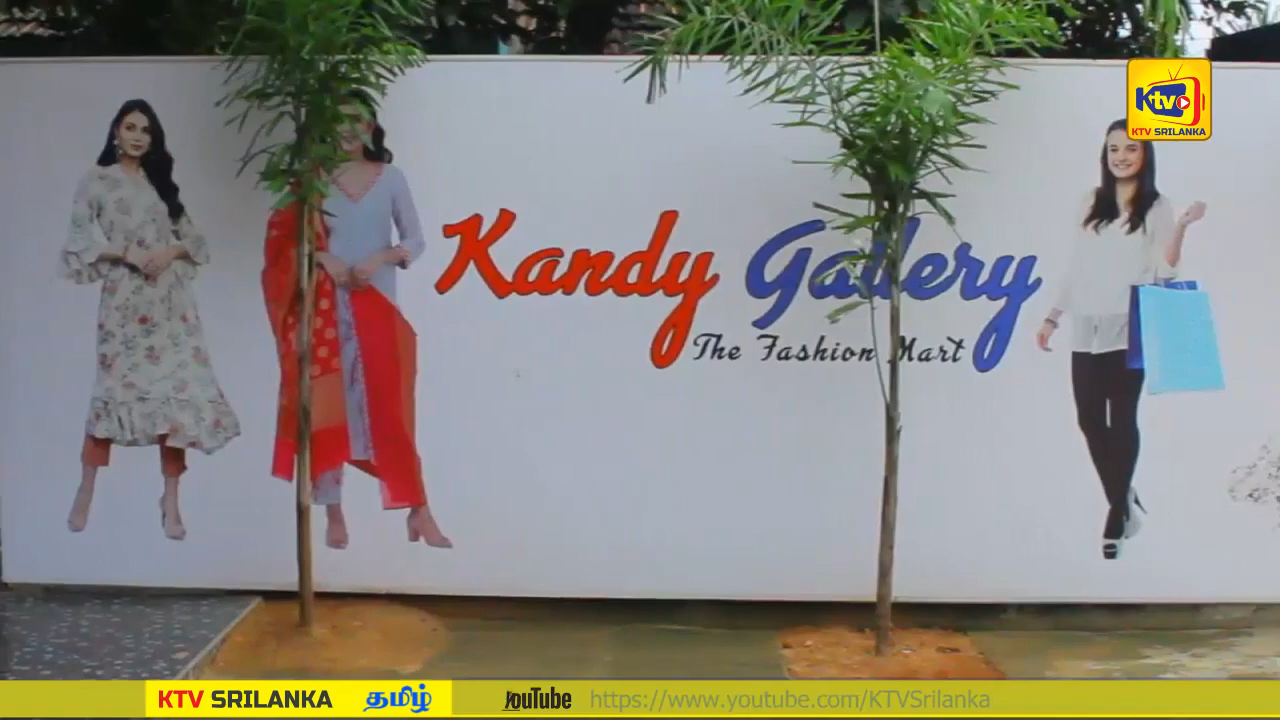 Ktv
KTV SRILANKA
Kandy Gallery
The Fashion Mart
KTV SRILANKA தமிழ் YouTube https://www.youtube.com/KTVSrilanka